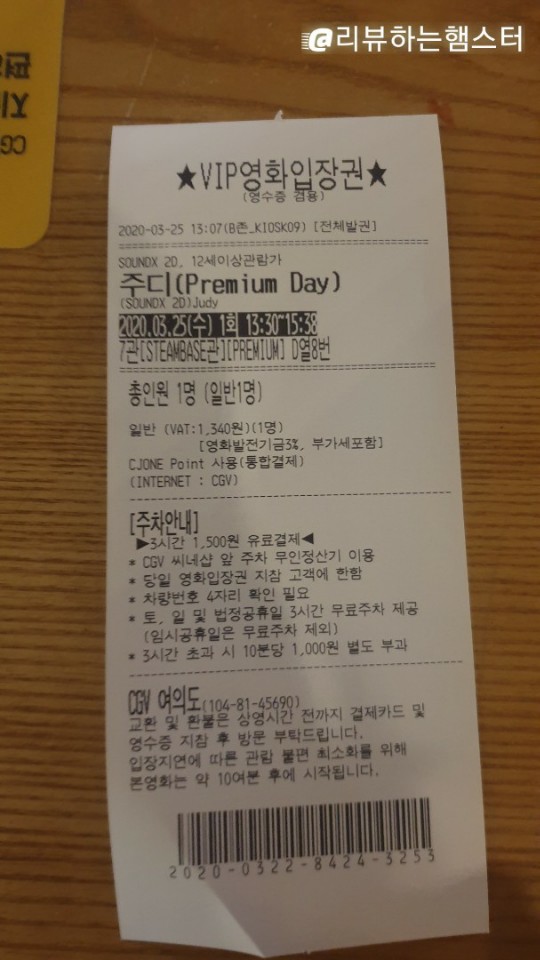 @리뷰하는햄스터
★VIP영화입장권★
(영수증 겸용)
2020-03-25 13:07(B존_KIOSK09) [전체발권]
SOUNDX 2D, 12세이상관람가
주디(Premium Day)
(SOUNDX 2D)Judy
2020.03.25(수) 1회 13:30~15:38
7관[STEAMBASE관][PREMIUM] D열8번
총인원 1명 (일반1명)
일반 (VAT:1,340원)(1명)
[영화발전기금3%, 부가세포함]
CJONE Point 사용(통합결제)
(INTERNET : CGV)
[주차안내]
▶3시간 1,500원 유료결제◀
* CGV 씨네샵 앞 주차 무인정산기 이용
* 당일 영화입장권 지참 고객에 한함
* 차량번호 4자리 확인 필요
* 토, 일 및 법정공휴일 3시간 무료주차 제공
(임시공휴일은 무료주차 제외)
* 3시간 초과 시 10분당 1,000원 별도 부과
CGV 여의도(104-81-45690)
교환 및 환불은 상영시간 전까지 결제카드 및
영수증 지참 후 방문 부탁드립니다.
입장지연에 따른 관람 불편 최소화를 위해
본영화는 약 10여분 후에 시작됩니다.
2020-0322-8424-3253
CGV